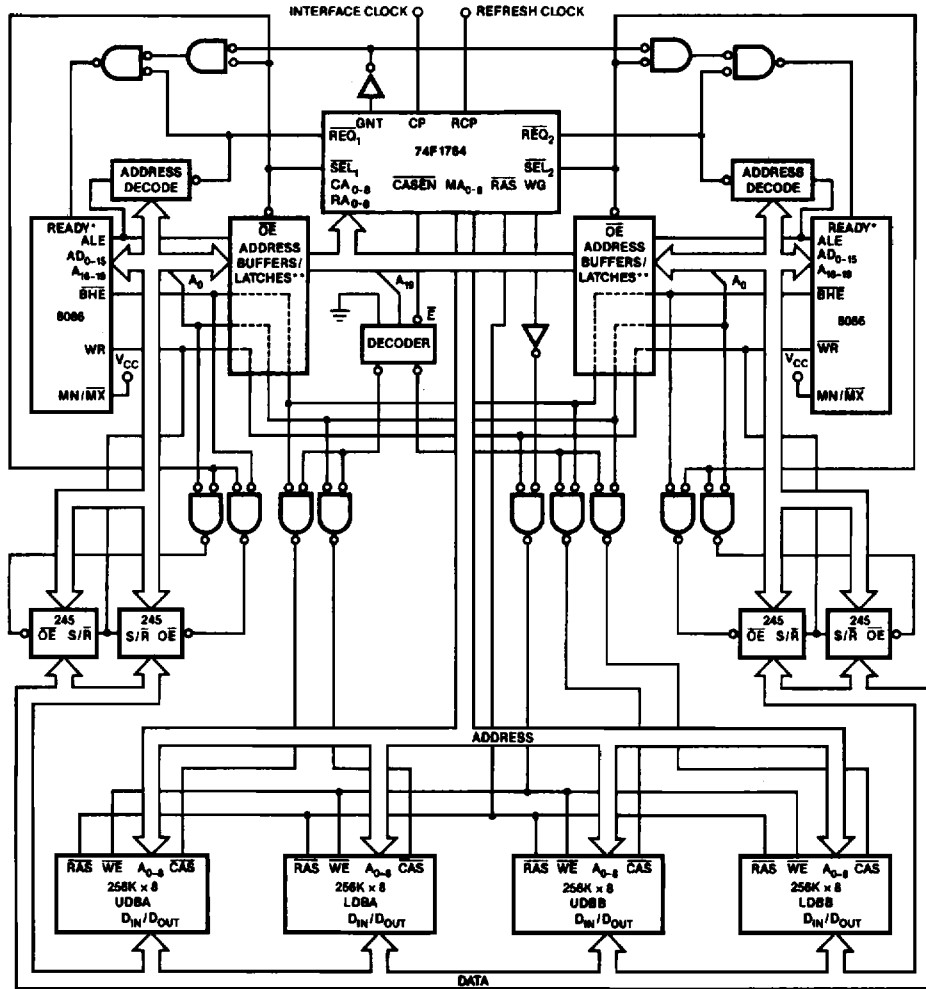 INTERFACE CLOCK
REFRESH CLOCK
GNT CP RCP
REQ1 REQ2
74F1764
SEL1 SEL2
CA0-8 CASEN MA0-8 RAS WG
RA0-8
ADDRESS DECODE
ADDRESS DECODE
READY*
ALE
AD0-15
A16-19
BHE
8086
WR
VCC
MN/MX
OE
ADDRESS
BUFFERS/
LATCHES**
A0
A19
E
DECODER
OE
ADDRESS
BUFFERS/
LATCHES**
A0
READY*
ALE
AD0-15
A16-19
BHE
8086
WR
VCC
MN/MX
245
OE S/R
245
S/R OE
245
OE S/R
245
S/R OE
ADDRESS
RAS WE A0-8 CAS
256K x 8
UDBA
DIN/DOUT
RAS WE A0-8 CAS
256K x 8
LDBA
DIN/DOUT
RAS WE A0-8 CAS
256K x 8
UDBB
DIN/DOUT
RAS WE A0-8 CAS
256K x 8
LDBB
DIN/DOUT
DATA